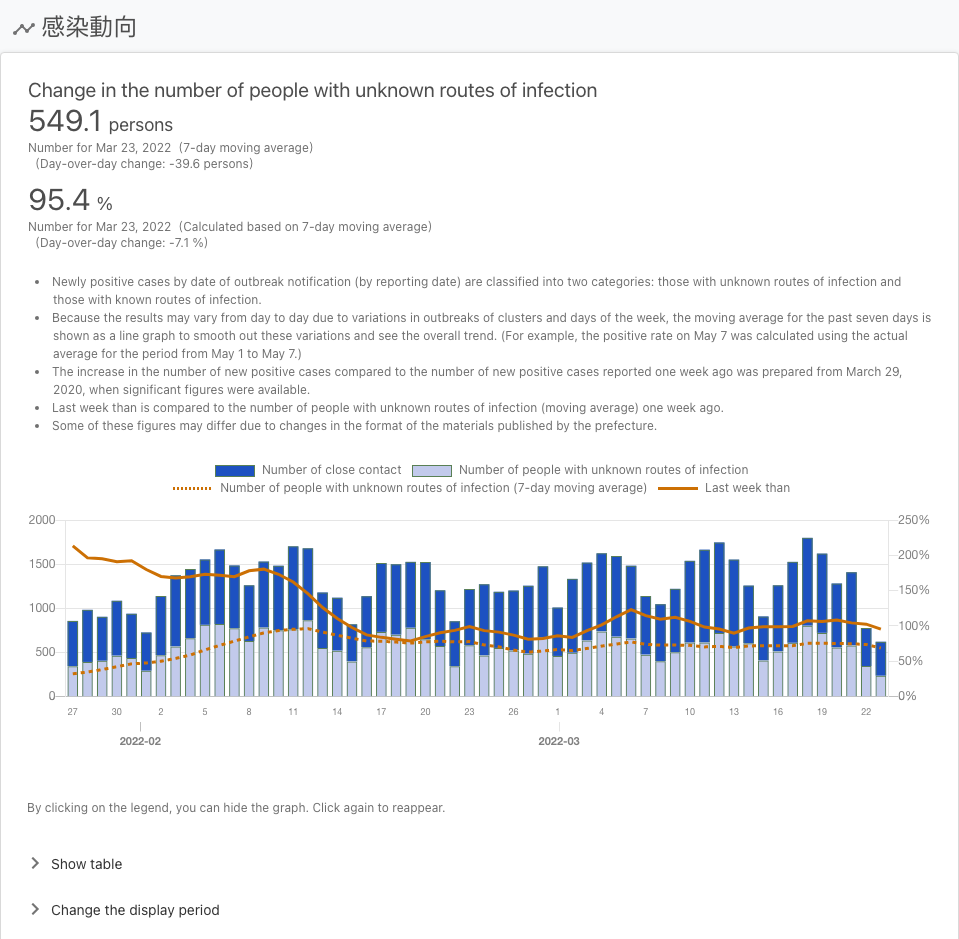 感染動向
Change in the number of people with unknown routes of infection
549.1 persons
Number for Mar 23, 2022 (7-day moving average)
(Day-over-day change: -39.6 persons)
95.4 %
Number for Mar 23, 2022 (Calculated based on 7-day moving average)
(Day-over-day change: -7.1 %)
• Newly positive cases by date of outbreak notification (by reporting date) are classified into two categories: those with unknown routes of infection and
those with known routes of infection.
• Because the results may vary from day to day due to variations in outbreaks of clusters and days of the week, the moving average for the past seven days is
shown as a line graph to smooth out these variations and see the overall trend. (For example, the positive rate on May 7 was calculated using the actual
average for the period from May 1 to May 7.)
• The increase in the number of new positive cases compared to the number of new positive cases reported one week ago was prepared from March 29,
2020, when significant figures were available.
• Last week than is compared to the number of people with unknown routes of infection (moving average) one week ago.
• Some of these figures may differ due to changes in the format of the materials published by the prefecture.
Number of close contact Number of people with unknown routes of infection
Number of people with unknown routes of infection (7-day moving average) Last week than
2000 250%
200%
1500
150%
1000
100%
500
50%
0 0%
27 30 2 5 8 11 14 17 20 23 26 1 4 7 10 13 16 19 22
2022-02 2022-03
By clicking on the legend, you can hide the graph. Click again to reappear.
Show table
Change the display period